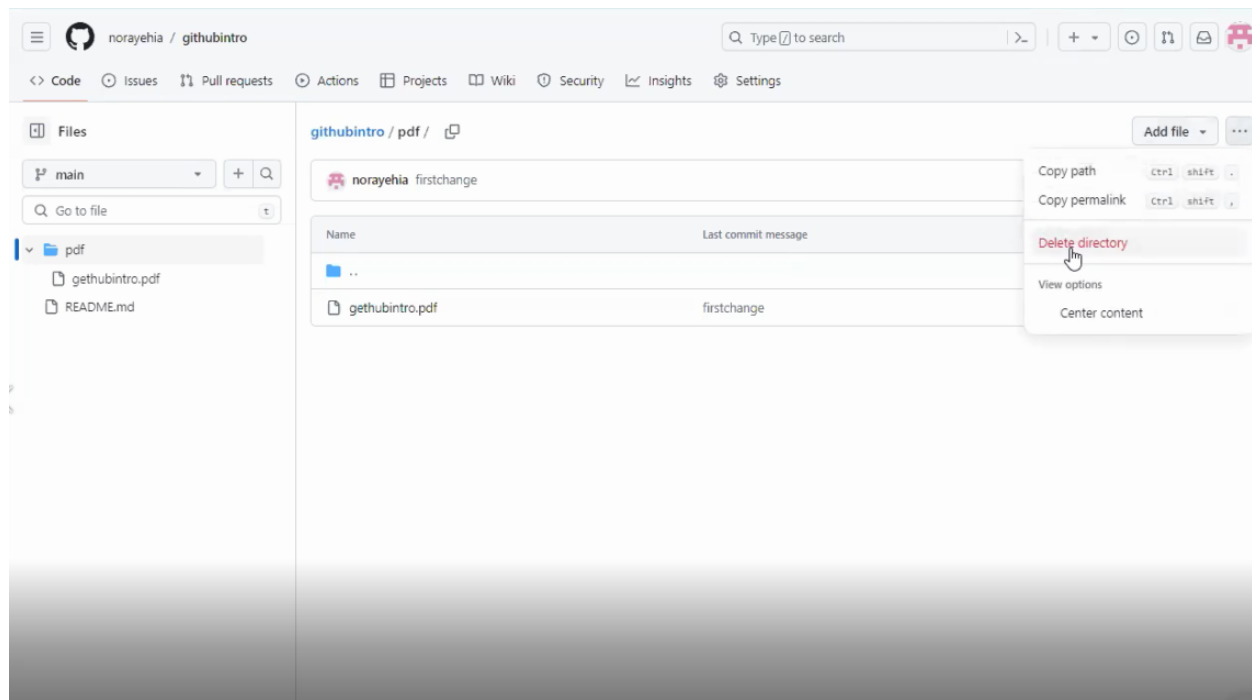 norayehia / githubintro
Type / to search
Code Issues Pull requests Actions Projects Wiki Security Insights Settings
Files
main
Go to file t
pdf
gethubintro.pdf
README.md
githubintro / pdf /
Add file
norayehia firstchange
Name Last commit message
..
gethubintro.pdf firstchange
Copy path Ctrl shift .
Copy permalink Ctrl shift ,
Delete directory
View options
Center content